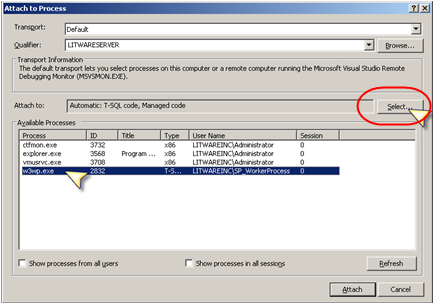 Attach to Process
Transport: Default
Qualifier: LITWARESERVER Browse...
Transport Information
The default transport lets you select processes on this computer or a remote computer running the Microsoft Visual Studio Remote
Debugging Monitor (MSVSMON.EXE).
Attach to: Automatic: T-SQL code, Managed code Select...
Available Processes
Process ID Title Type User Name Session
ctfmon.exe 3732 x86 LITWAREINC\Administrator 0
explorer.exe 3568 Program ... x86 LITWAREINC\Administrator 0
vmusrvc.exe 3708 x86 LITWAREINC\Administrator 0
w3wp.exe 2832 T-S... LITWAREINC\SP_WorkerProcess 0
Show processes from all users Show processes in all sessions Refresh
Attach Cancel